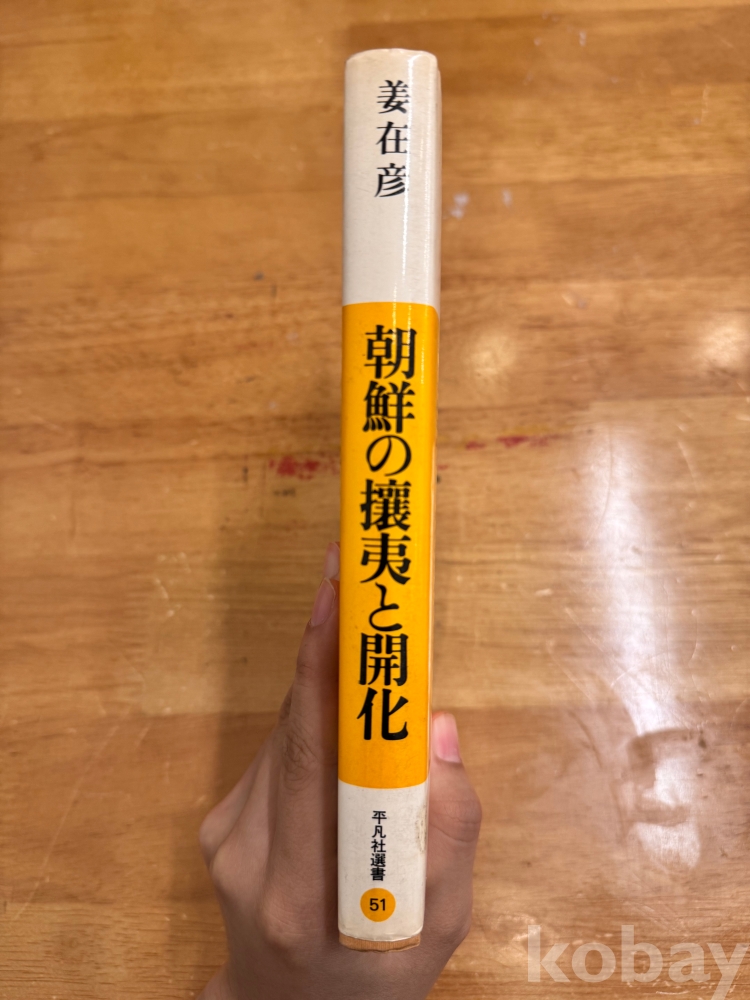 姜在彦
朝鮮の攘夷と開化
平凡社選書
51
kobay